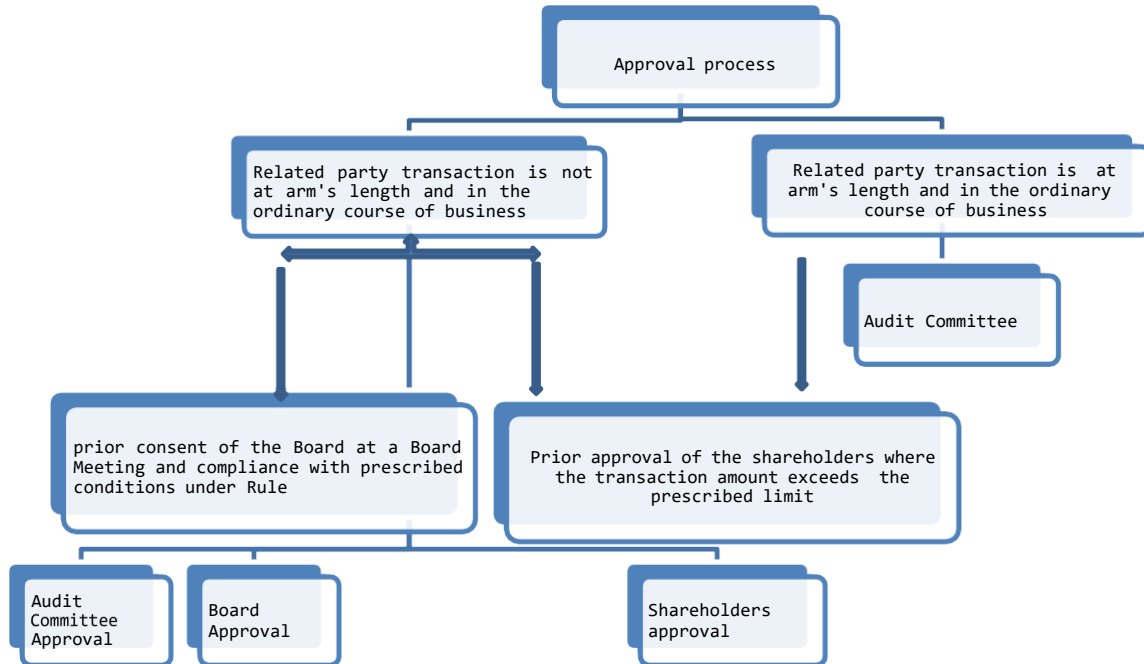 Approval process
Related party transaction is not
at arm's length and in the
ordinary course of business
Related party transaction is at
arm's length and in the ordinary
course of business
Audit Committee
prior consent of the Board at a Board
Meeting and compliance with prescribed
conditions under Rule
Prior approval of the shareholders where
the transaction amount exceeds the
prescribed limit
Audit
Committee
Approval
Board
Approval
Shareholders
approval